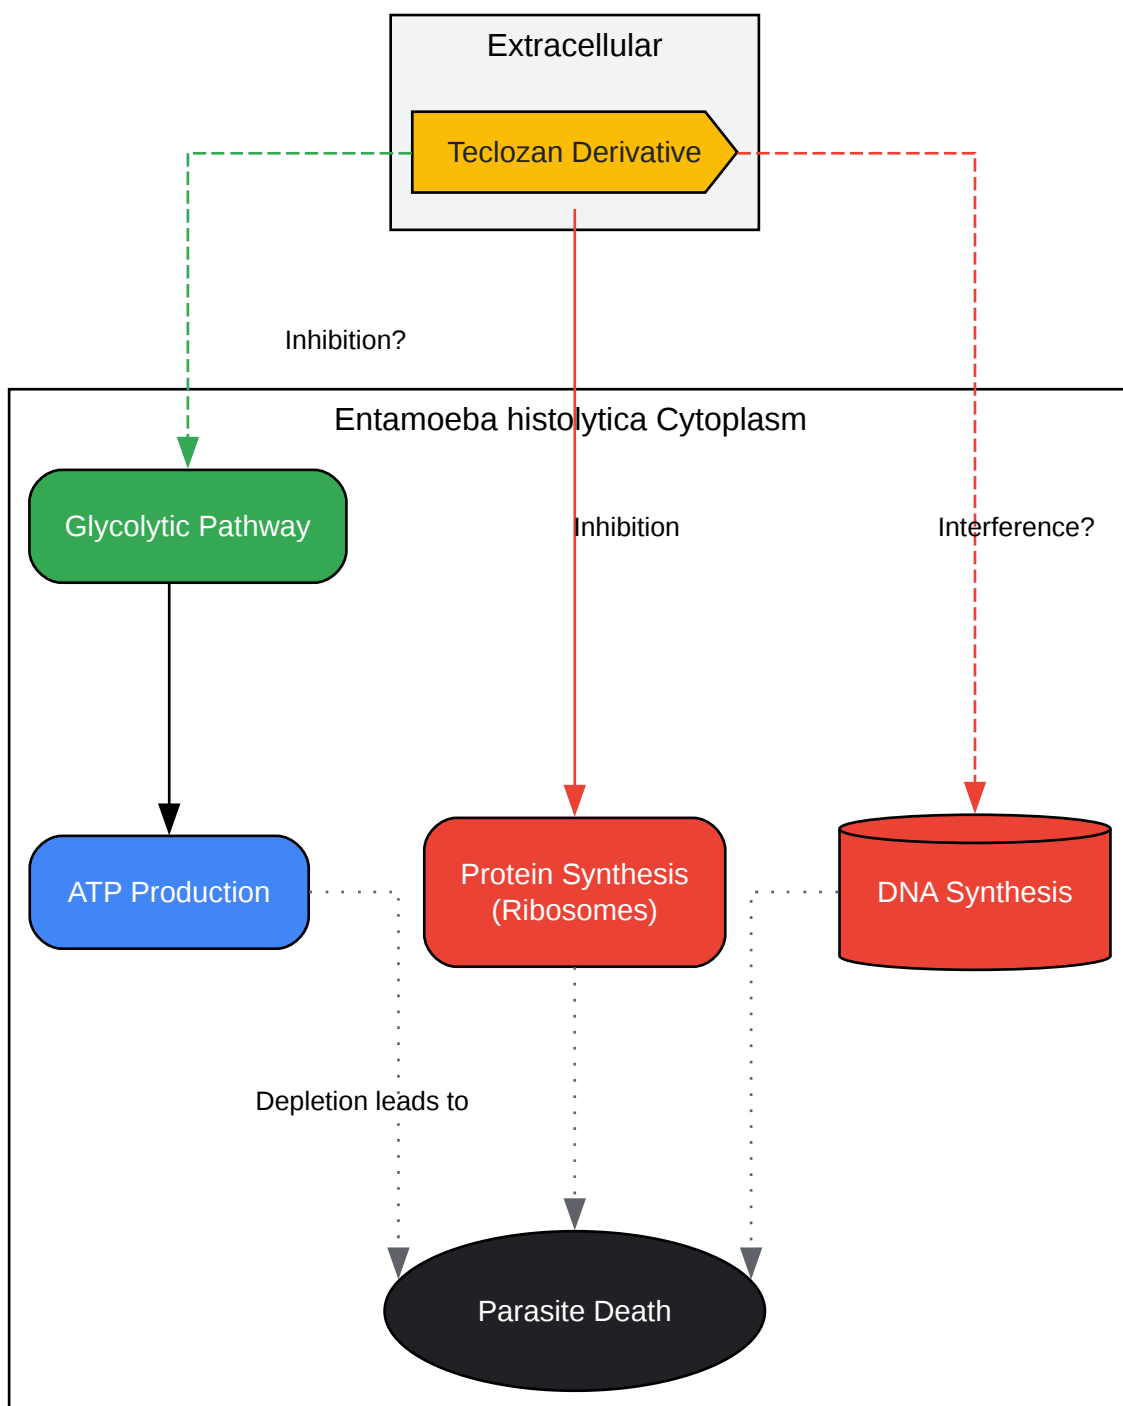 Extracellular
Teclozan Derivative
Inhibition?
Entamoeba histolytica Cytoplasm
Glycolytic Pathway
Inhibition
Interference?
ATP Production
Protein Synthesis
(Ribosomes)
DNA Synthesis
Depletion leads to
Parasite Death